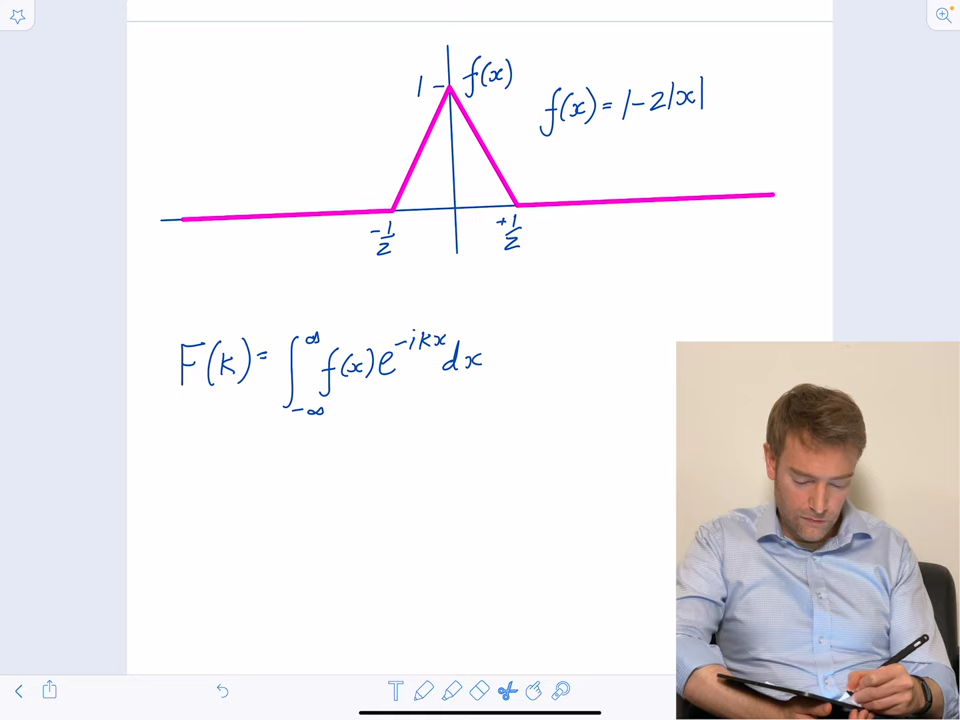 1
f(x)
f(x) = 1-2|x|
-1/2
+1/2
F(k) = ∫_{-∞}^{∞} f(x) e^{-ikx} dx
T